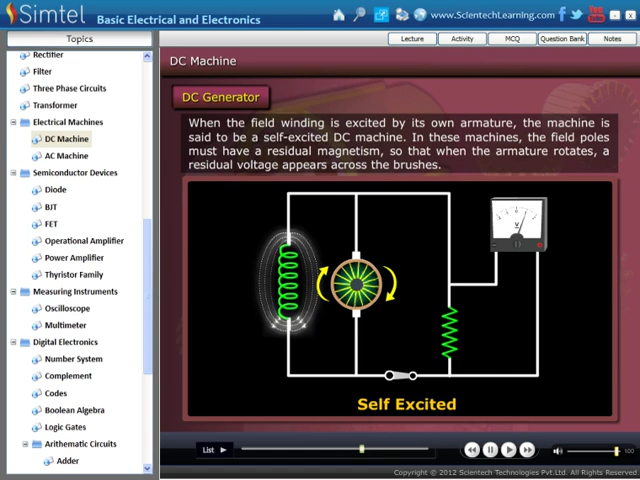 Simtel
Basic Electrical and Electronics
www.ScientechLearning.com
You
Tube
Topics
Lecture
Activity
MCQ
Question Bank
Notes
Rectifier
Filter
Three Phase Circuits
Transformer
Electrical Machines
DC Machine
AC Machine
Semiconductor Devices
Diode
BJT
FET
Operational Amplifier
Power Amplifier
Thyristor Family
Measuring Instruments
Oscilloscope
Multimeter
Digital Electronics
Number System
Complement
Codes
Boolean Algebra
Logic Gates
Arithematic Circuits
Adder
DC Machine
DC Generator
When the field winding is excited by its own armature, the machine is
said to be a self-excited DC machine. In these machines, the field poles
must have a residual magnetism, so that when the armature rotates, a
residual voltage appears across the brushes.
Self Excited
List
100
Copyright © 2012 Scientech Technologies Pvt.Ltd. All Rights Reserved.